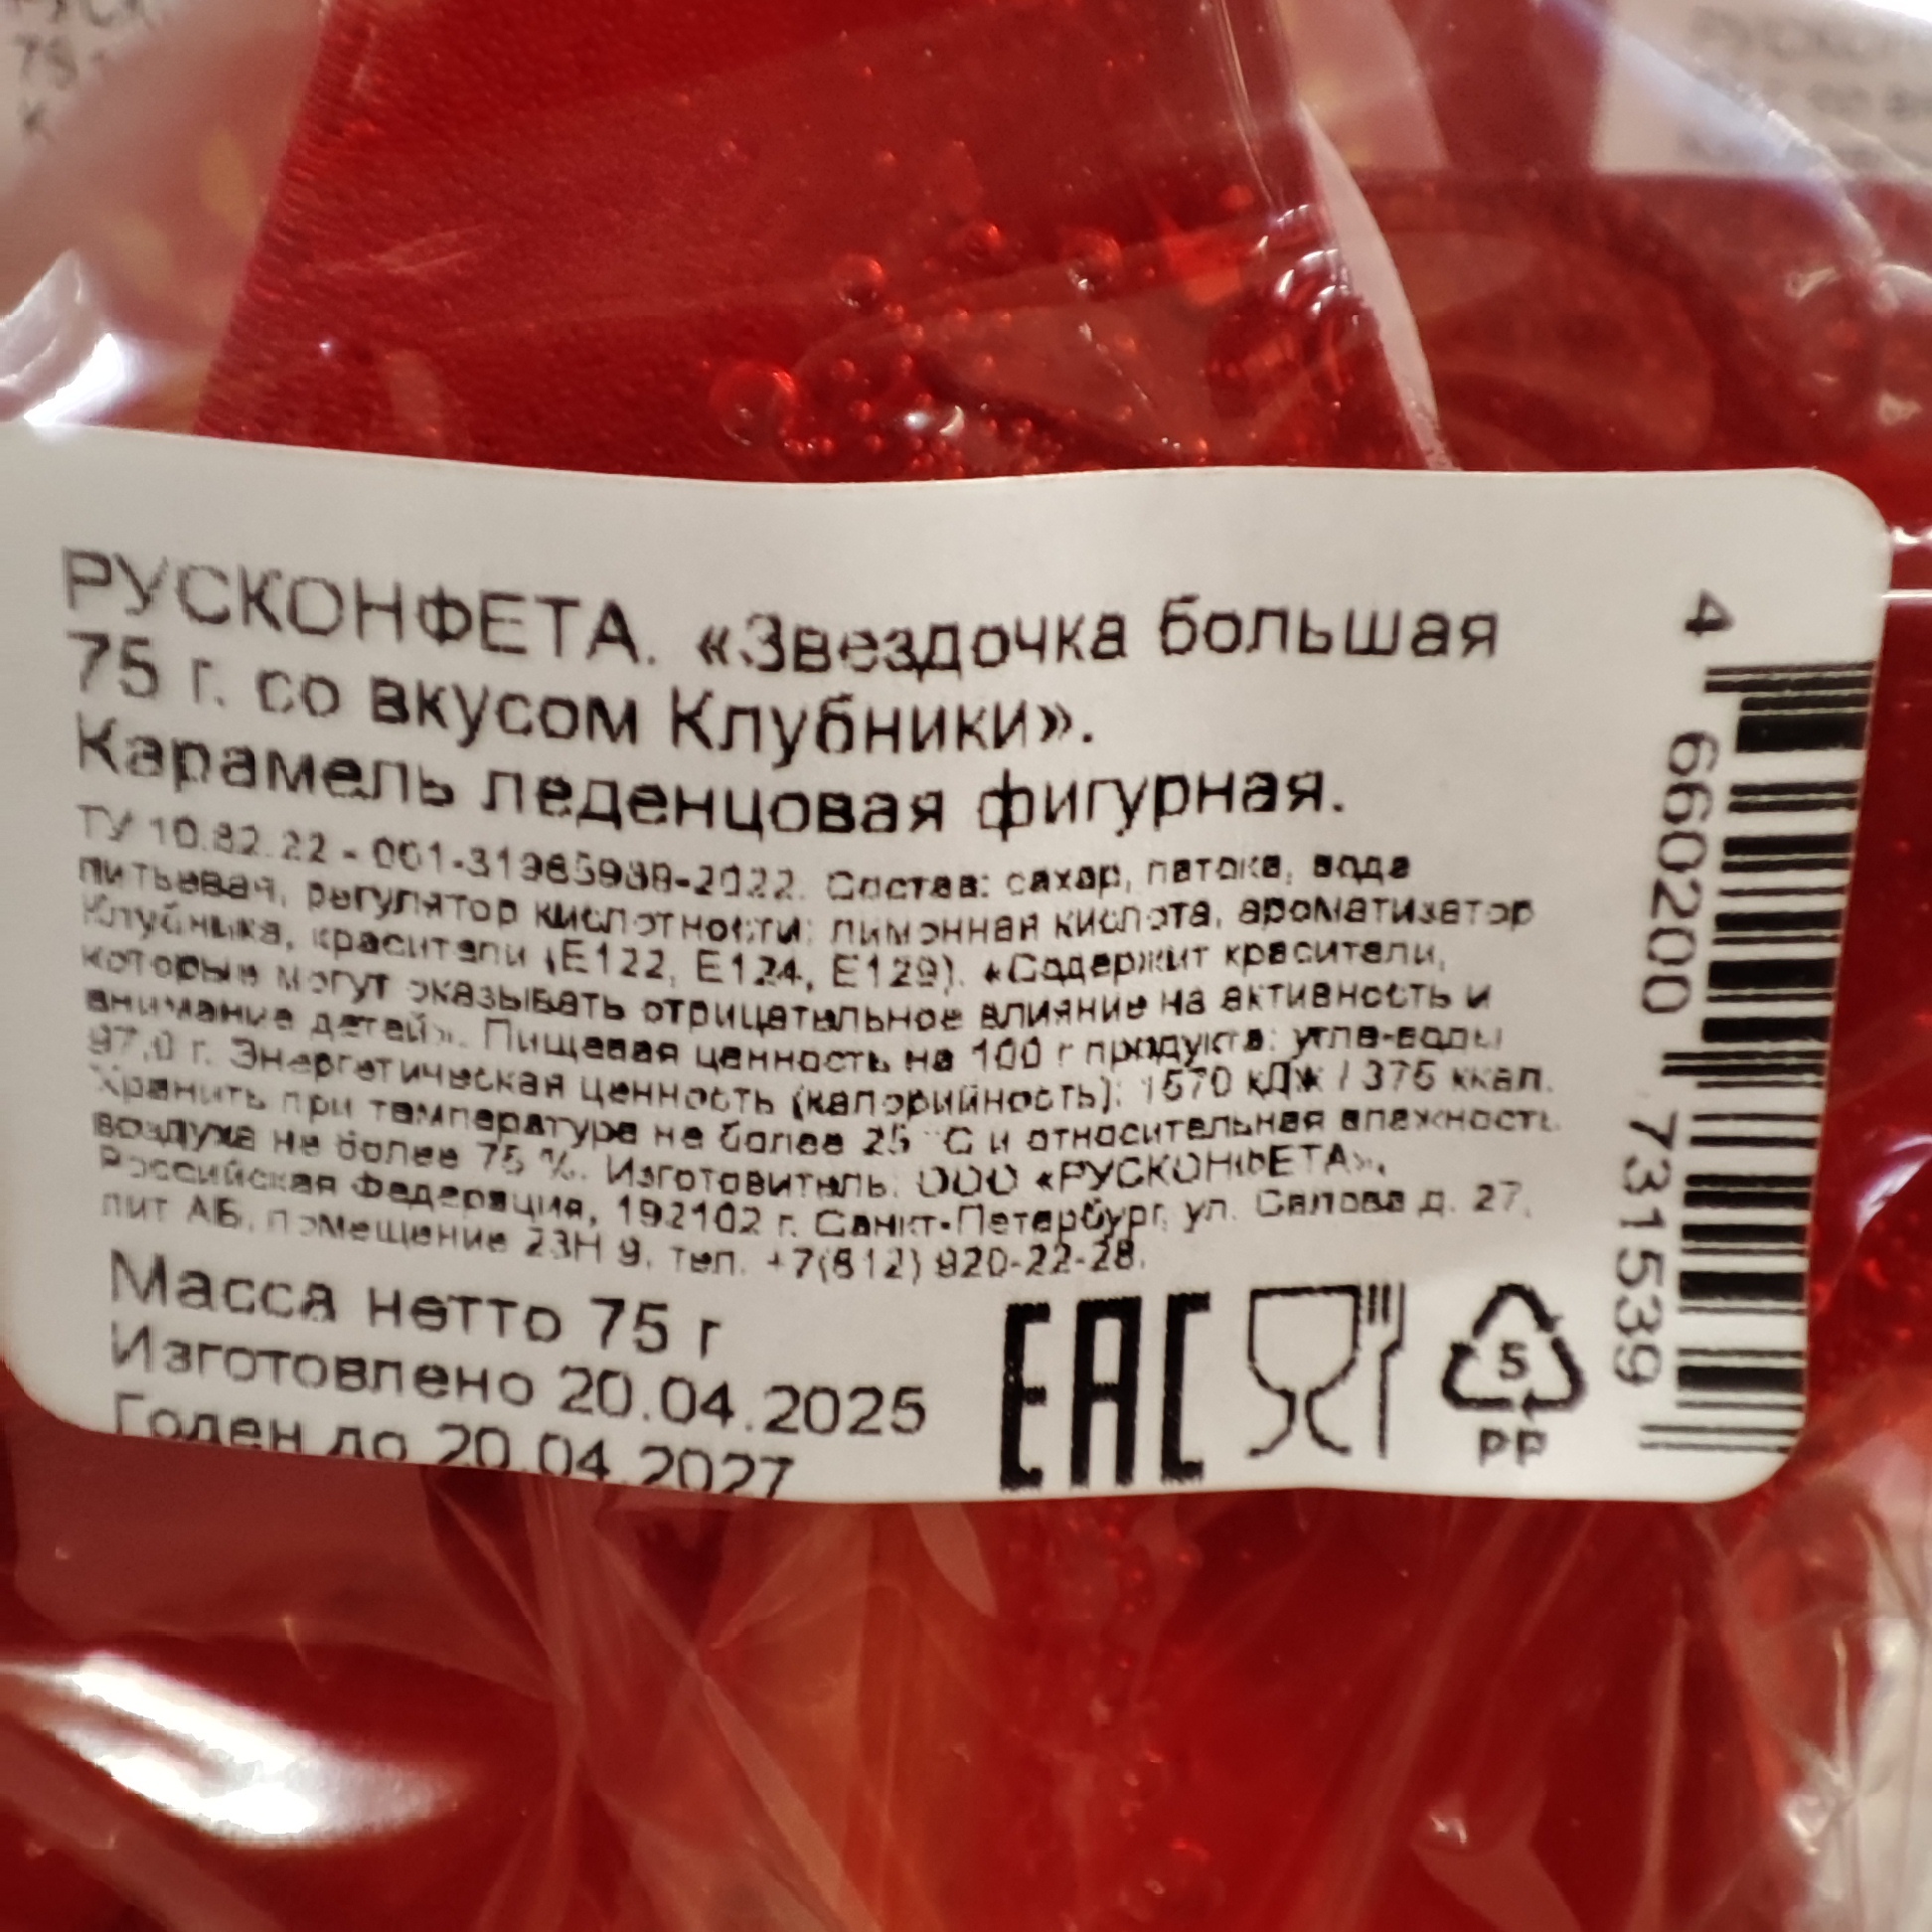 РУСКОНФЕТА. «Звездочка большая
75 г. со вкусом Клубники».
Карамель леденцовая фигурная.
ТУ 10.82.22 - 001-31985989-2022. Состав: сахар, патока, вода
питьевая, регулятор кислотности: лимонная кислота, ароматизатор
Клубника, красители (Е122, Е124, Е129). «Содержит красители,
которые могут оказывать отрицательное влияние на активность и
внимание детей». Пищевая ценность на 100 г продукта: угле-воды
97,0 г. Энергетическая ценность (калорийность): 1570 кДж / 376 ккал.
Хранить при температуре не более 25 °С и относительная влажность
воздуха не более 75 %. Изготовитель: ООО «РУСКОНФЕТА»,
Российская Федерация, 192102 г. Санкт-Петербург, ул. Салова д. 27,
лит АБ, помещение 23Н 9. тел. +7(812) 920-22-28.
Масса нетто 75 г
Изготовлено 20.04.2025
Годен до 20.04.2027
ЕАС
5
PP
4 660200 731539